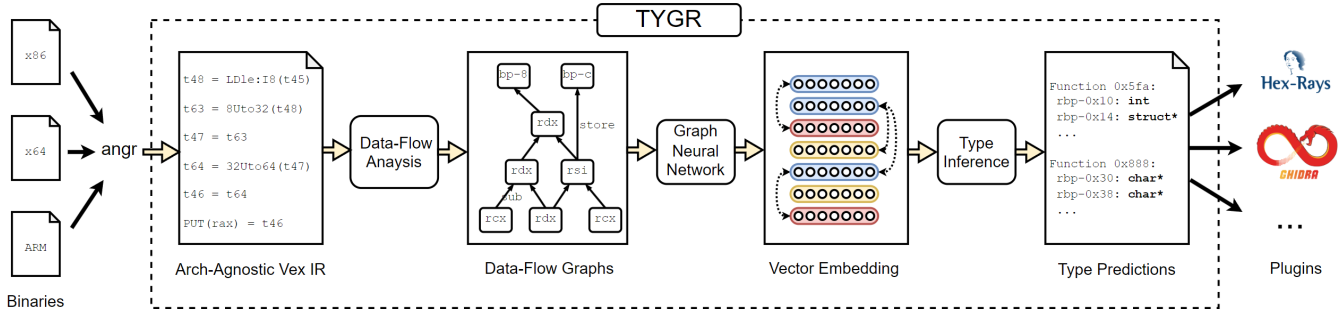 TYGR
x86
x64
ARM
Binaries
angr
t48 = LDle:I8(t45)
t63 = 8Uto32(t48)
t47 = t63
t64 = 32Uto64(t47)
t46 = t64
PUT(rax) = t46
Arch-Agnostic Vex IR
Data-Flow
Anaysis
bp-8
bp-c
rdx
store
rdx
rsi
sub
rcx
rdx
rcx
Data-Flow Graphs
Graph
Neural
Network
Vector Embedding
Type
Inference
Function 0x5fa:
rbp-0x10: int
rbp-0x14: struct*
...
Function 0x888:
rbp-0x30: char*
rbp-0x38: char*
...
Type Predictions
Hex-Rays
GHIDRA
...
Plugins